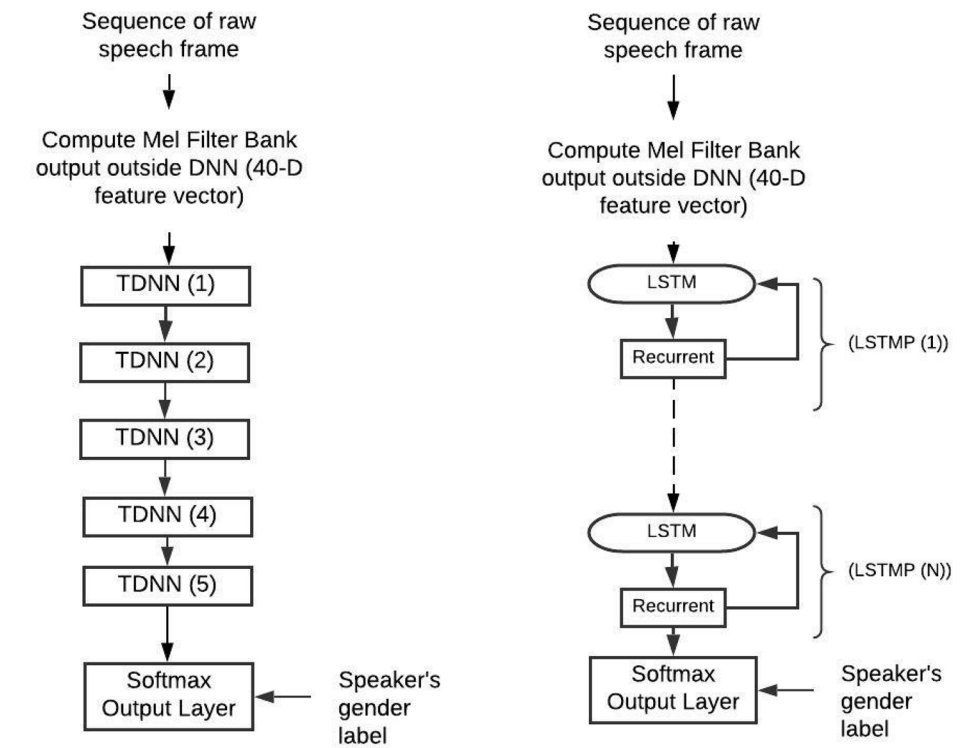 Sequence of raw
speech frame
Compute Mel Filter Bank
output outside DNN (40-D
feature vector)
TDNN (1)
TDNN (2)
TDNN (3)
TDNN (4)
TDNN (5)
Softmax
Output Layer
Speaker's
gender
label
Sequence of raw
speech frame
Compute Mel Filter Bank
output outside DNN (40-D
feature vector)
LSTM
Recurrent
(LSTMP (1))
LSTM
Recurrent
(LSTMP (N))
Softmax
Output Layer
Speaker's
gender
label